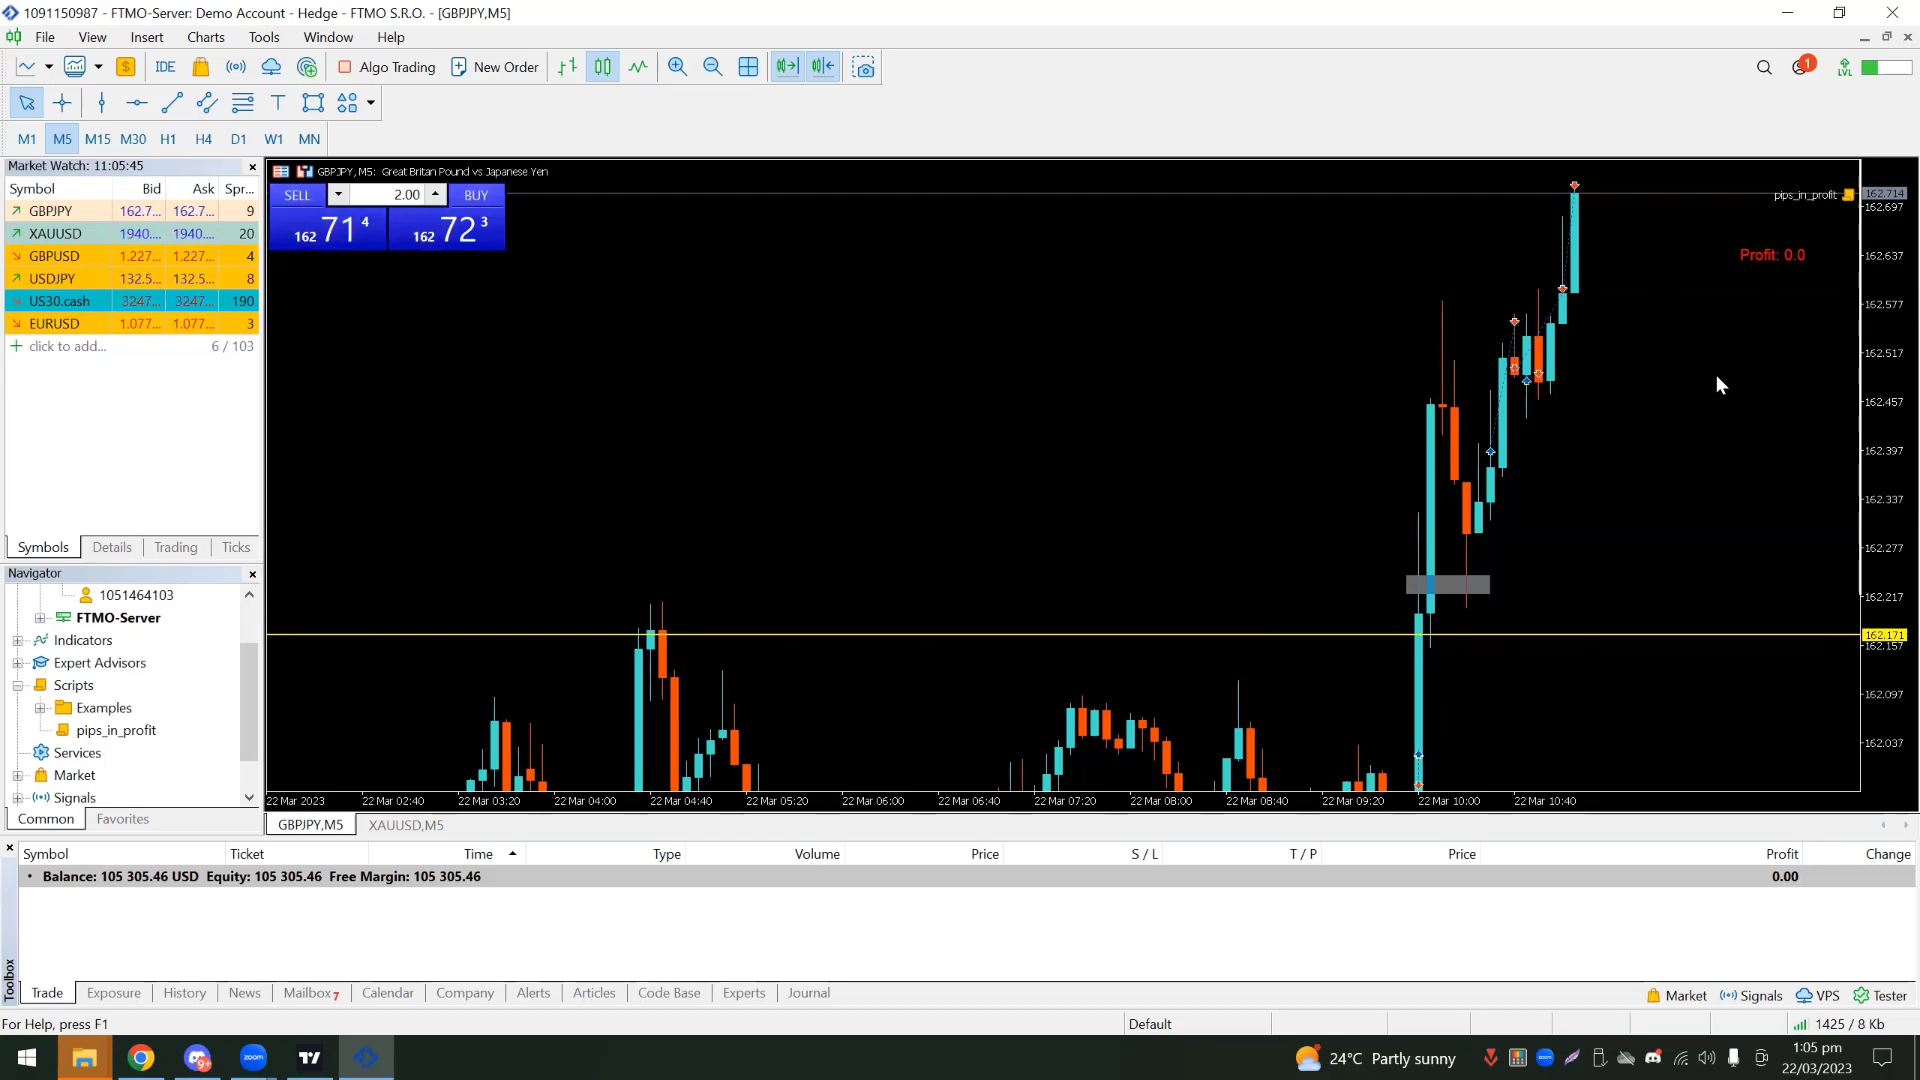 1091150987 - FTMO-Server: Demo Account - Hedge - FTMO S.R.O. - [GBPJPY,M5]
File View Insert Charts Tools Window Help
IDE Algo Trading New Order 1 LVL
M1 M5 M15 M30 H1 H4 D1 W1 MN
Market Watch: 11:05:45
Symbol Bid Ask Spr...
GBPJPY 162.7... 162.7... 9
XAUUSD 1940.... 1940.... 20
GBPUSD 1.227... 1.227... 4
USDJPY 132.5... 132.5... 8
US30.cash 3247... 3247... 190
EURUSD 1.077... 1.077... 3
click to add... 6 / 103
Symbols Details Trading Ticks
Navigator
1051464103
FTMO-Server
Indicators
Expert Advisors
Scripts
Examples
pips_in_profit
Services
Market
Signals
Common Favorites
GBPJPY, M5: Great Britan Pound vs Japanese Yen
SELL 2.00 BUY
162 71 4 162 72 3
pips_in_profit
Profit: 0.0
162.714
162.697
162.637
162.577
162.517
162.457
162.397
162.337
162.277
162.217
162.171
162.157
162.097
162.037
22 Mar 2023 22 Mar 02:40 22 Mar 03:20 22 Mar 04:00 22 Mar 04:40 22 Mar 05:20 22 Mar 06:00 22 Mar 06:40 22 Mar 07:20 22 Mar 08:00 22 Mar 08:40 22 Mar 09:20 22 Mar 10:00 22 Mar 10:40
GBPJPY,M5 XAUUSD,M5
Toolbox
Symbol Ticket Time Type Volume Price S / L T / P Price Profit Change
Balance: 105 305.46 USD Equity: 105 305.46 Free Margin: 105 305.46 0.00
Trade Exposure History News Mailbox 7 Calendar Company Alerts Articles Code Base Experts Journal
Market Signals VPS Tester
For Help, press F1 Default 1425 / 8 Kb
9+ zoom 24°C Partly sunny 1:05 pm
22/03/2023